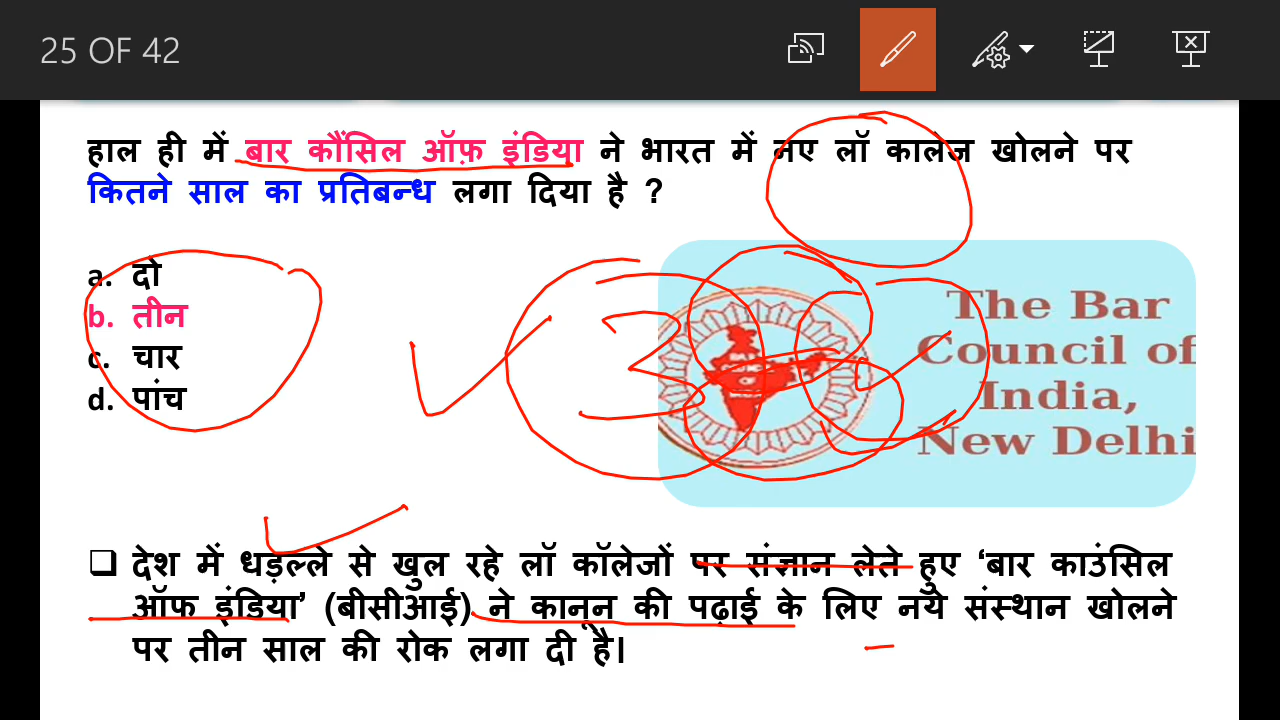 25 OF 42
हाल ही में बार कौंसिल ऑफ़ इंडिया ने भारत में नए लॉ कालेज खोलने पर
कितने साल का प्रतिबन्ध लगा दिया है ?
a. दो
b. तीन
c. चार
d. पांच
3
The Bar
Council of
India,
New Delhi
❑ देश में धड़ल्ले से खुल रहे लॉ कॉलेजों पर संज्ञान लेते हुए ‘बार काउंसिल
ऑफ इंडिया’ (बीसीआई) ने कानून की पढ़ाई के लिए नये संस्थान खोलने
पर तीन साल की रोक लगा दी है।